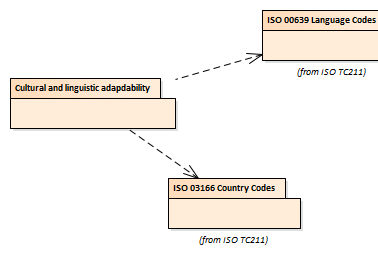 ISO 00639 Language Codes
(from ISO TC211)
Cultural and linguistic adapdability
ISO 03166 Country Codes
(from ISO TC211)